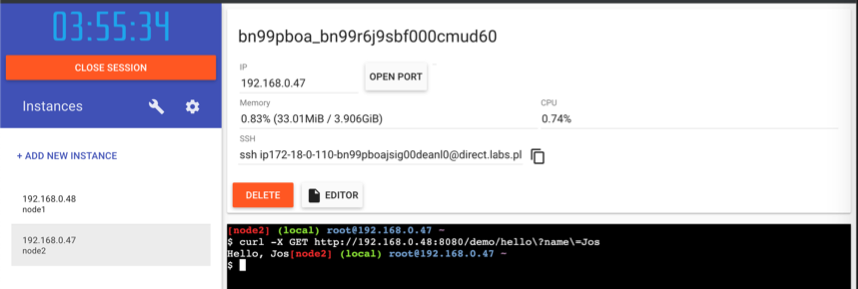 03:55:34
CLOSE SESSION
Instances
+ ADD NEW INSTANCE
192.168.0.48
node1
192.168.0.47
node2
bn99pboa_bn99r6j9sbf000cmud60
IP
192.168.0.47
OPEN PORT
Memory
0.83% (33.01MiB / 3.906GiB)
CPU
0.74%
SSH
ssh ip172-18-0-110-bn99pboajsig00deanl0@direct.labs.pl
DELETE
EDITOR
[node2] (local) root@192.168.0.47 ~
$ curl -X GET http://192.168.0.48:8080/demo/hello\?name\=Jos
Hello, Jos[node2] (local) root@192.168.0.47 ~
$